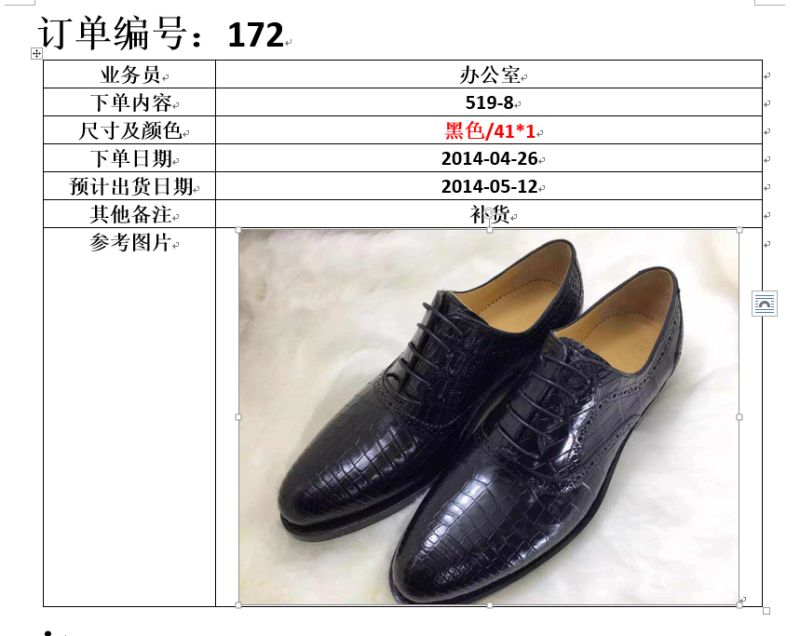 订单编号：172
业务员 办公室
下单内容 519-8
尺寸及颜色 黑色/41*1
下单日期 2014-04-26
预计出货日期 2014-05-12
其他备注 补货
参考图片